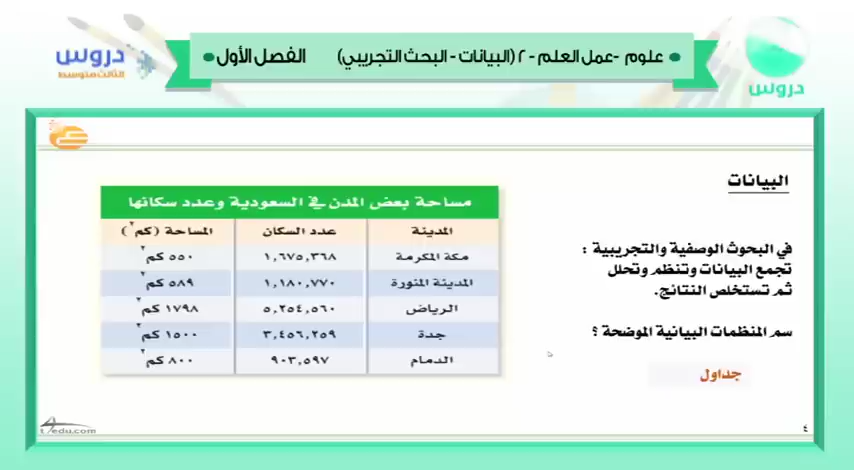 علوم - عمل العلم - ٢ (البيانات - البحث التجريبي) الفصل الأول
دروس
الثالث متوسط
دروس
البيانات
في البحوث الوصفية والتجريبية :
تجمع البيانات وتنظم وتحلل
ثم تستخلص النتائج.
سم المنظمات البيانية الموضحة ؟
جداول
مساحة بعض المدن في السعودية وعدد سكانها
المدينة عدد السكان المساحة (كم٢)
مكة المكرمة ١,٦٧٥,٣٦٨ ٥٥٠ كم٢
المدينة المنورة ١,١٨٠,٧٧٠ ٥٨٩ كم٢
الرياض ٥,٢٥٤,٥٦٠ ١٧٩٨ كم٢
جدة ٣,٤٥٦,٢٥٩ ١٥٠٠ كم٢
الدمام ٩٠٣,٥٩٧ ٨٠٠ كم٢
t4edu.com
٤